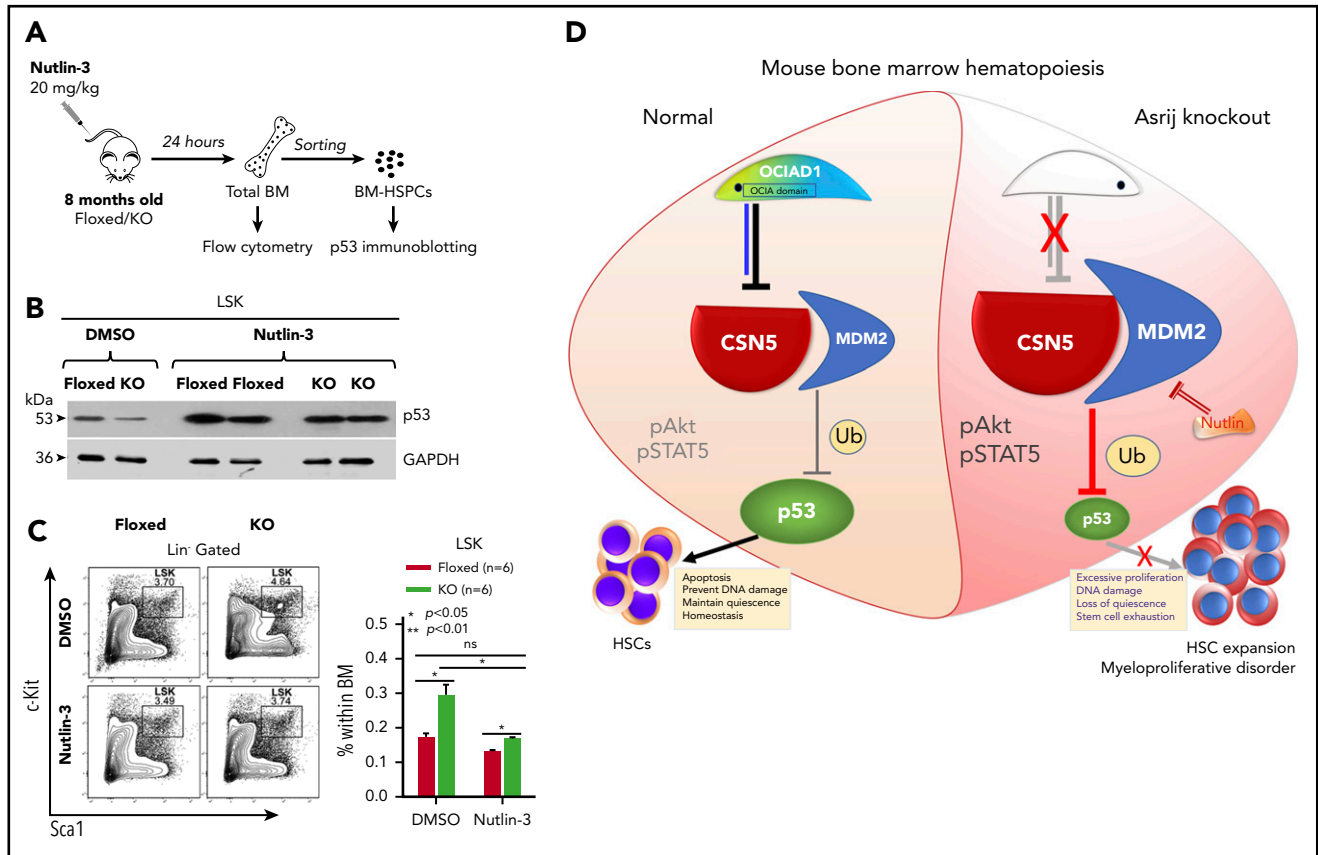 A
Nutlin-3
20 mg/kg
24 hours
Sorting
8 months old
Floxed/KO
Total BM
BM-HSPCs
Flow cytometry
p53 immunoblotting
B
LSK
DMSO
Nutlin-3
Floxed KO
Floxed Floxed
KO KO
kDa
53
p53
36
GAPDH
C
Floxed
KO
Lin- Gated
DMSO
LSK
3.70
LSK
4.64
Nutlin-3
LSK
3.49
LSK
3.74
c-Kit
Sca1
LSK
Floxed (n=6)
KO (n=6)
* p<0.05
** p<0.01
ns
*
*
*
% within BM
0.5
0.4
0.3
0.2
0.1
0.0
DMSO
Nutlin-3
D
Mouse bone marrow hematopoiesis
Normal
OCIAD1
OCIA domain
CSN5
MDM2
pAkt
pSTAT5
Ub
p53
HSCs
Apoptosis
Prevent DNA damage
Maintain quiescence
Homeostasis
Asrij knockout
X
CSN5
MDM2
Nutlin
pAkt
pSTAT5
Ub
p53
X
Excessive proliferation
DNA damage
Loss of quiescence
Stem cell exhaustion
HSC expansion
Myeloproliferative disorder